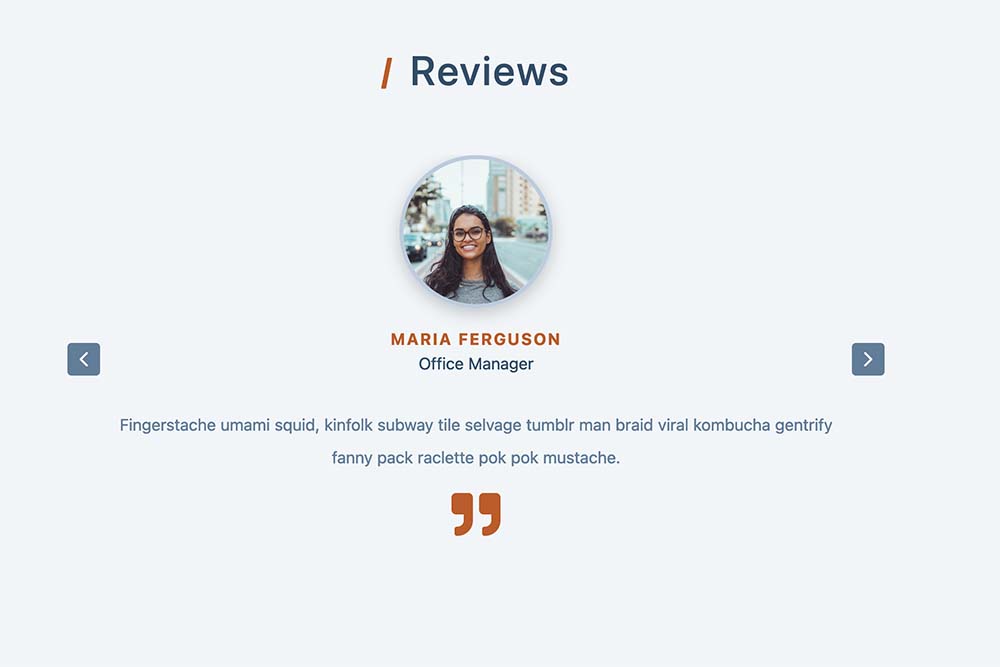 / Reviews
MARIA FERGUSON
Office Manager
Fingerstache umami squid, kinfolk subway tile selvage tumblr man braid viral kombucha gentrify
fanny pack raclette pok pok mustache.
”